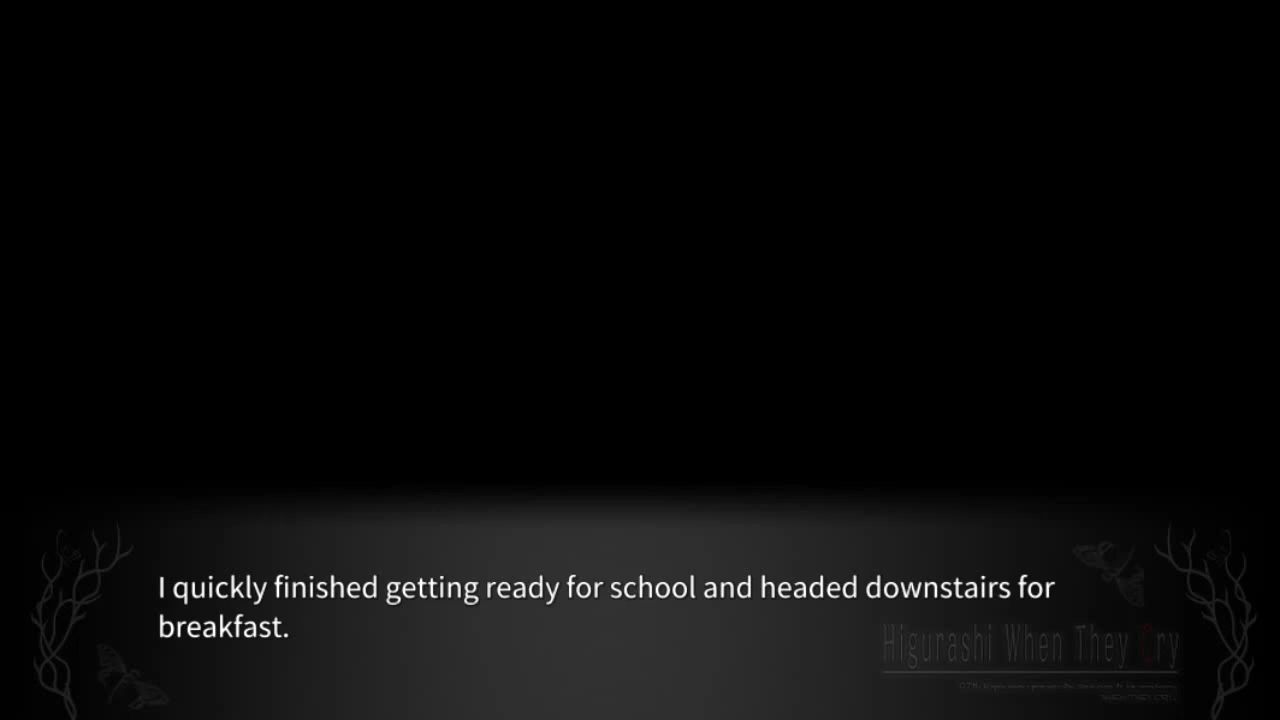 I quickly finished getting ready for school and headed downstairs for
breakfast.
Higurashi When They Cry